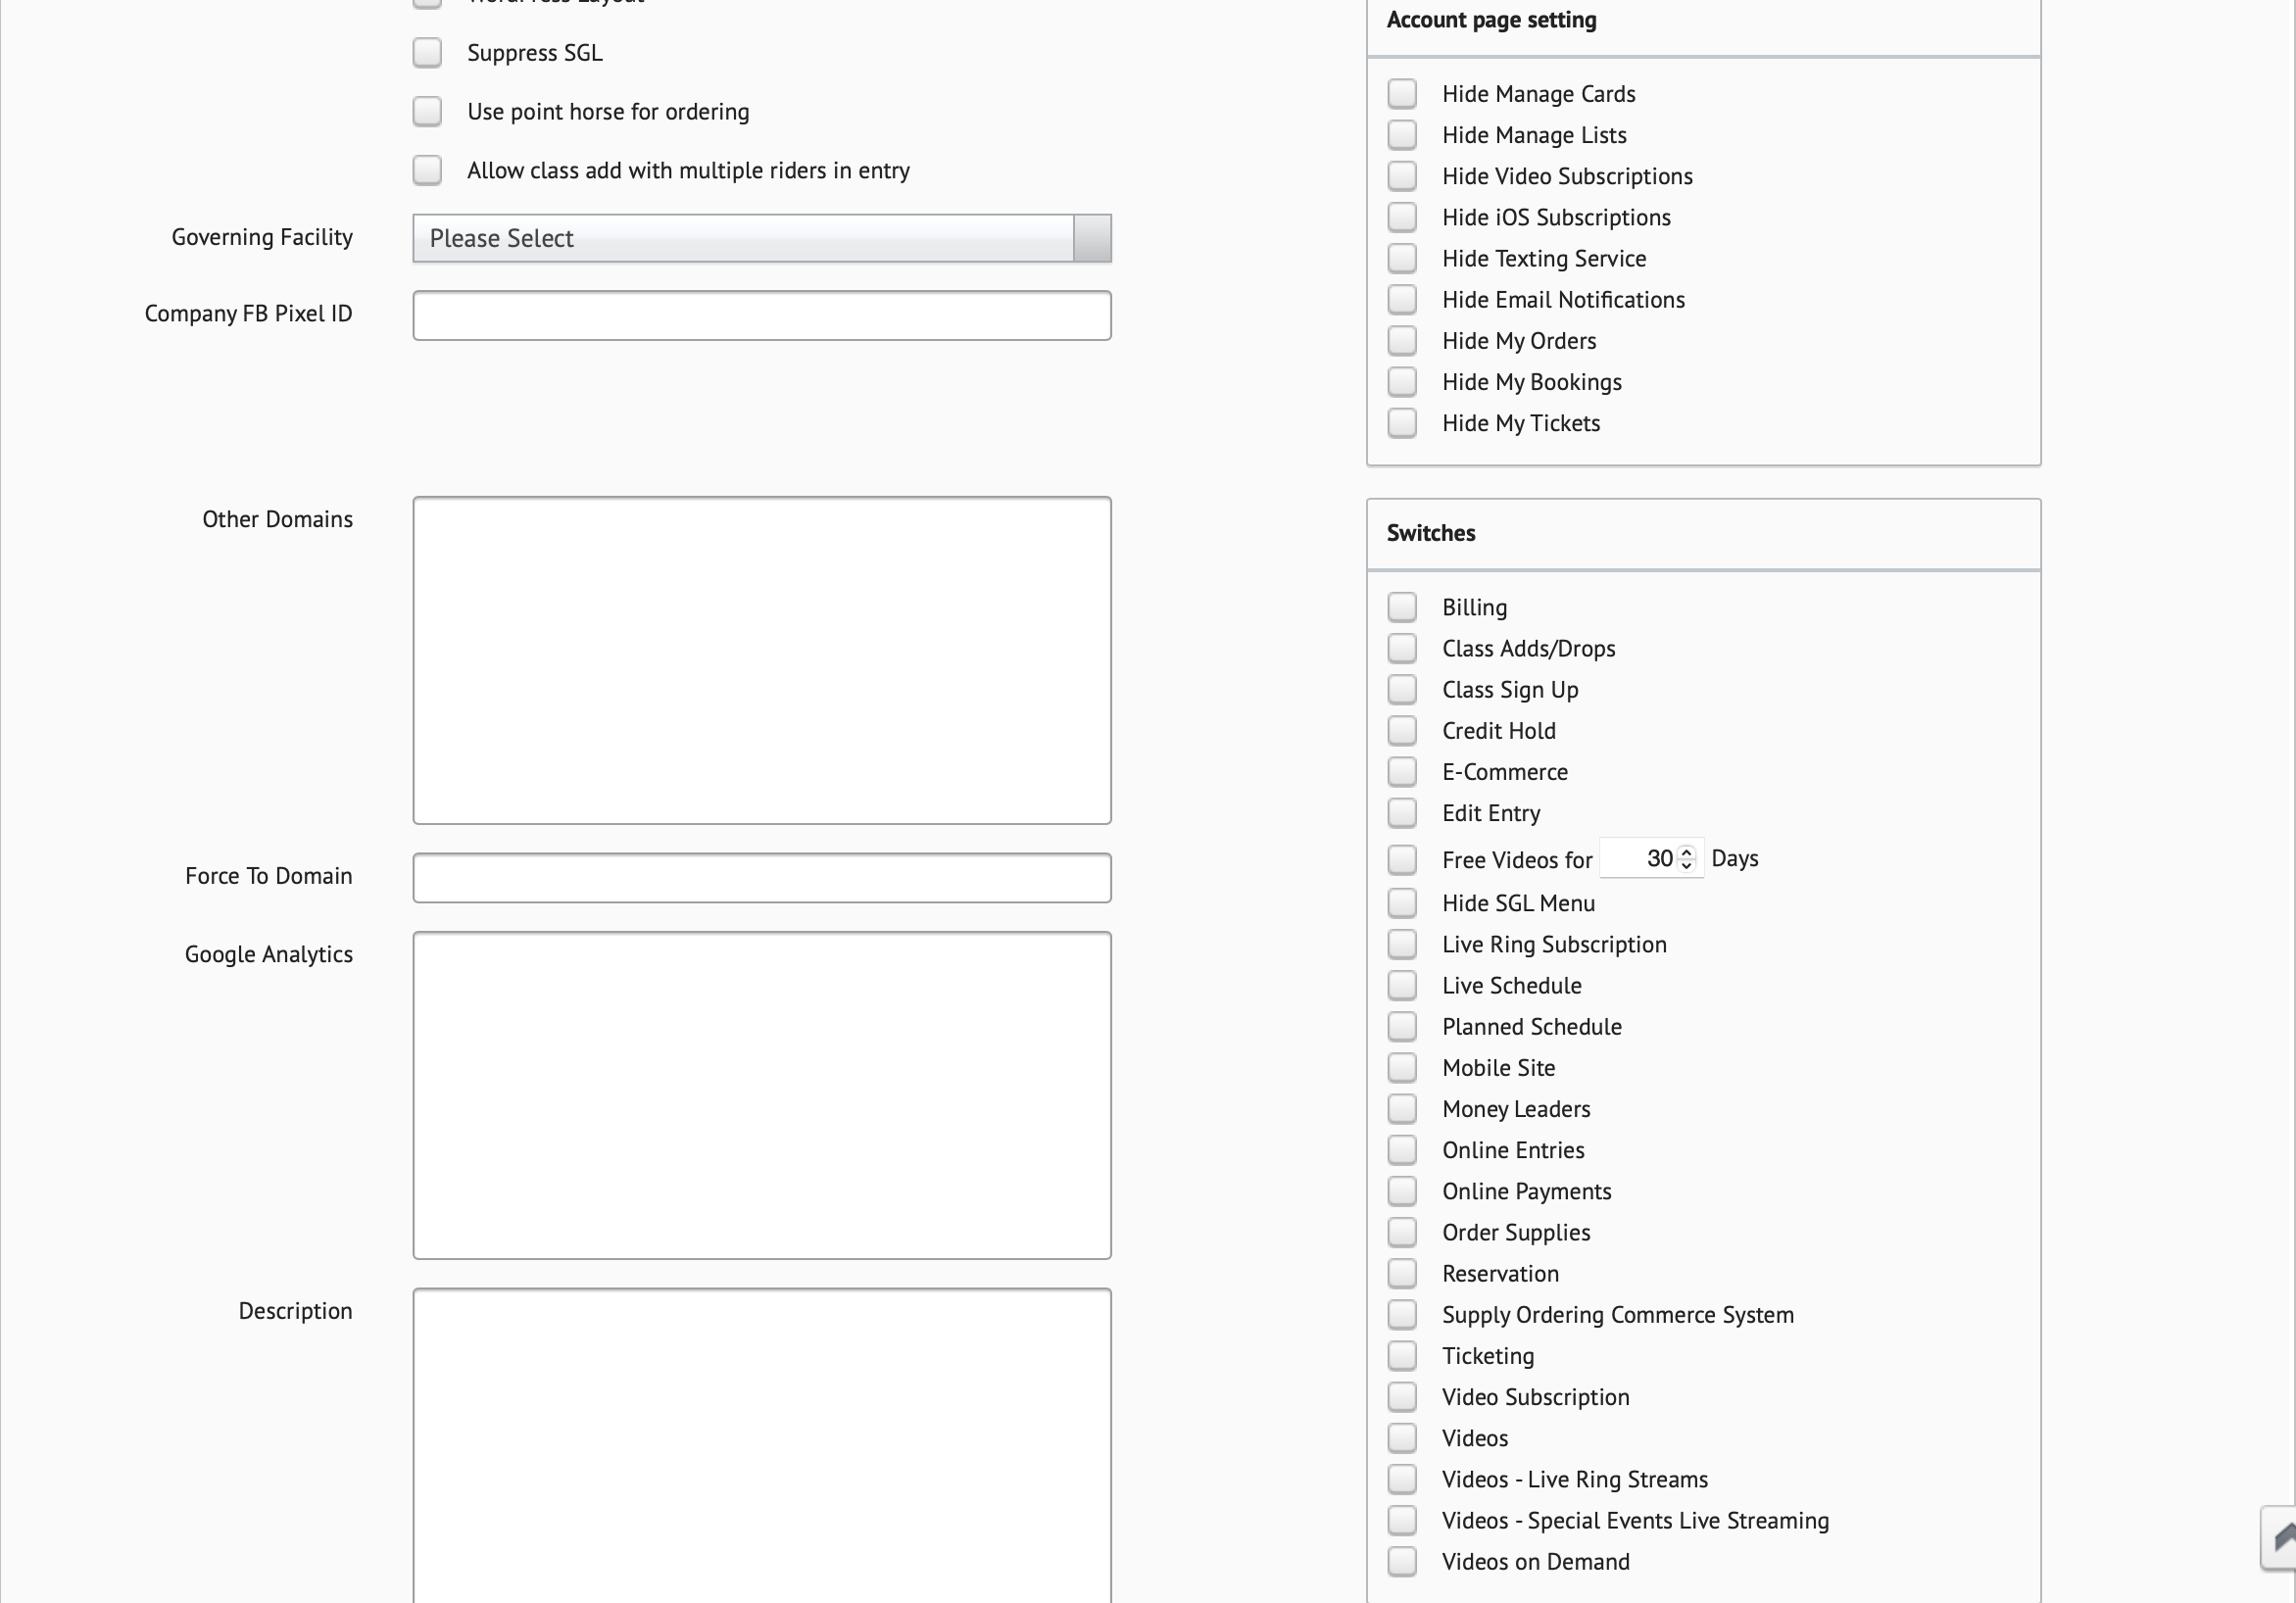 WordPress Layout
Suppress SGL
Use point horse for ordering
Allow class add with multiple riders in entry
Governing Facility
Please Select
Company FB Pixel ID
Other Domains
Force To Domain
Google Analytics
Description
Account page setting
Hide Manage Cards
Hide Manage Lists
Hide Video Subscriptions
Hide iOS Subscriptions
Hide Texting Service
Hide Email Notifications
Hide My Orders
Hide My Bookings
Hide My Tickets
Switches
Billing
Class Adds/Drops
Class Sign Up
Credit Hold
E-Commerce
Edit Entry
Free Videos for 30 Days
Hide SGL Menu
Live Ring Subscription
Live Schedule
Planned Schedule
Mobile Site
Money Leaders
Online Entries
Online Payments
Order Supplies
Reservation
Supply Ordering Commerce System
Ticketing
Video Subscription
Videos
Videos - Live Ring Streams
Videos - Special Events Live Streaming
Videos on Demand